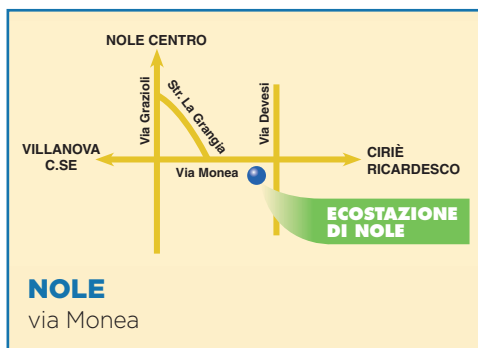 NOLE CENTRO
Via Grazioli
Str. La Grangia
Via Devesi
VILLANOVA
C.SE
Via Monea
CIRIÈ
RICARDESCO
ECOSTAZIONE
DI NOLE
NOLE
via Monea